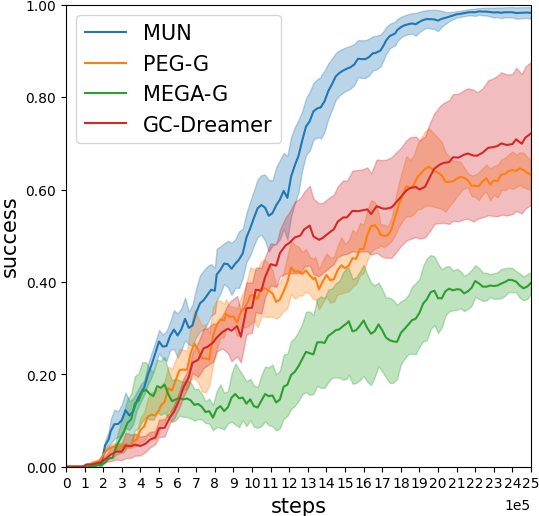 1.00
0.80
0.60
0.40
0.20
0.00
success
MUN
PEG-G
MEGA-G
GC-Dreamer
0 1 2 3 4 5 6 7 8 9 10 11 12 13 14 15 16 17 18 19 20 21 22 23 24 25
1e5
steps